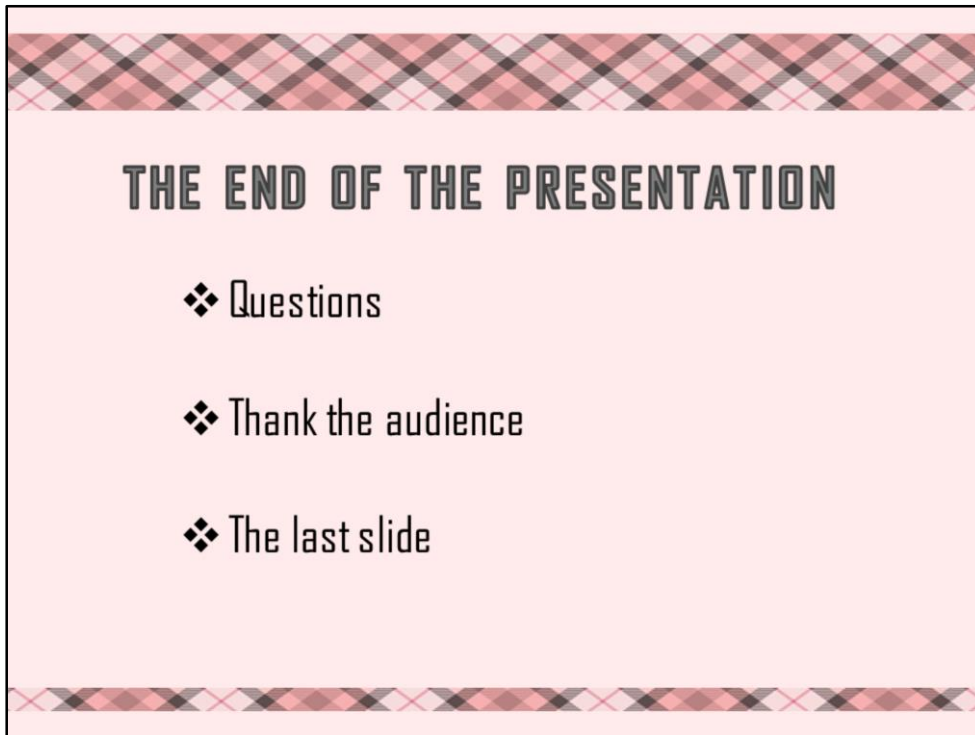 THE END OF THE PRESENTATION
❖ Questions
❖ Thank the audience
❖ The last slide